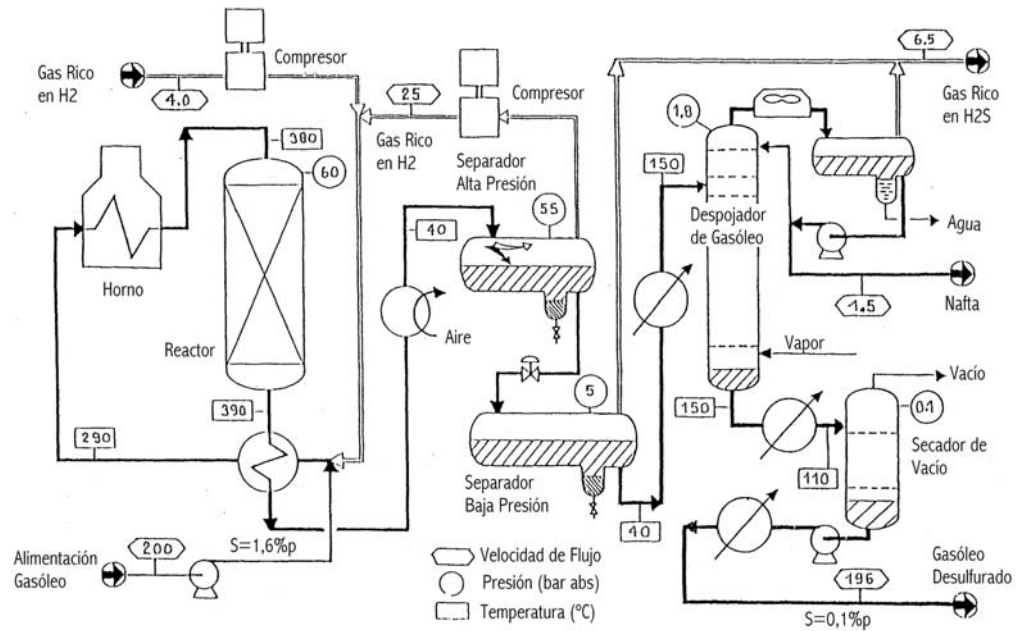 Gas Rico
en H2
4.0
Compresor
25
Gas Rico
en H2
Compresor
6.5
Gas Rico
en H2S
380
60
Horno
Reactor
390
290
Alimentación
Gasóleo
200
S=1,6%p
Separador
Alta Presión
40
55
Aire
5
Separador
Baja Presión
40
150
1,8
Despojador
de Gasóleo
Agua
1.5
Nafta
Vapor
150
110
Vacío
0.1
Secador de
Vacío
Gasóleo
Desulfurado
196
S=0,1%p
Velocidad de Flujo
Presión (bar abs)
Temperatura (ºC)